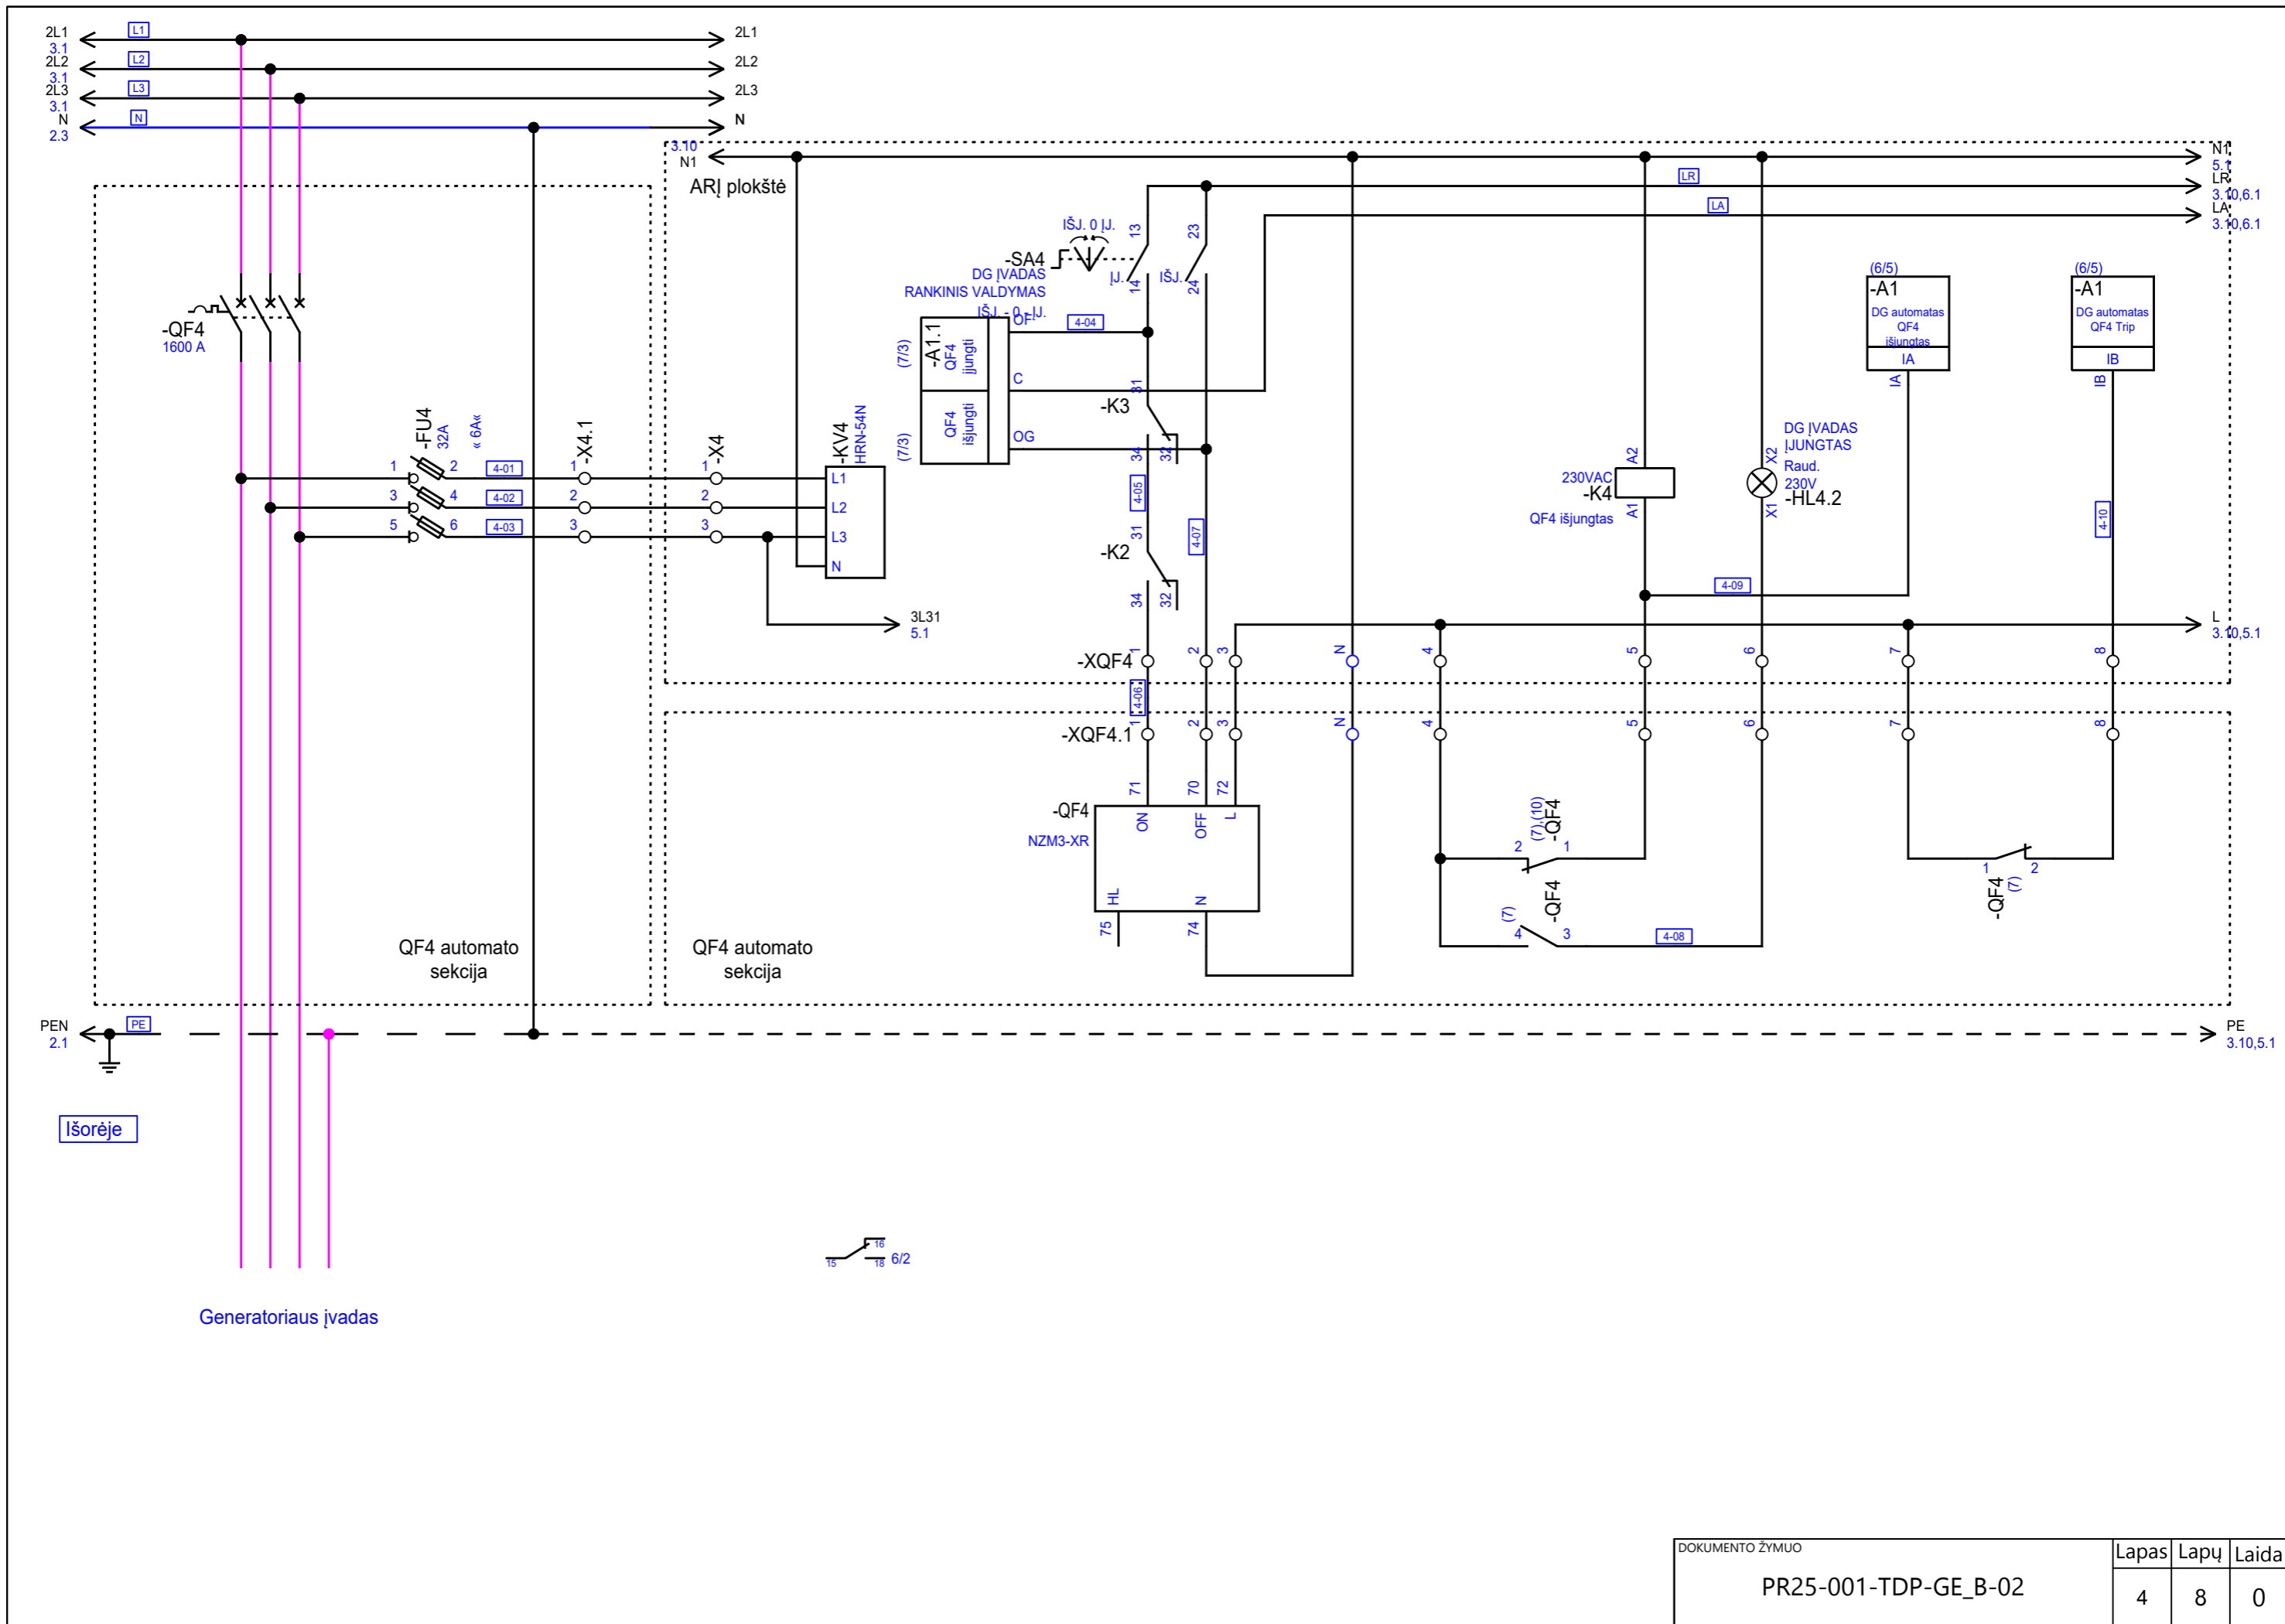 2L1
3.1
L1
2L1
2L2
3.1
L2
2L2
2L3
3.1
L3
2L3
N
2.3
N
N
3.10
N1
N1
5.1
LR
LR
3.10,6.1
LA
LA
3.10,6.1
ARĮ plokštė
-QF4
1600 A
-SA4
IŠJ. 0 ĮJ.
DG ĮVADAS
RANKINIS VALDYMAS
IŠJ. - 0 - ĮJ.
13
14
ĮJ.
23
24
IŠJ.
-A1.1
QF4
įjungti
(7/3)
QF4
išjungti
(7/3)
OF
C
OG
4-04
-K3
31
34
32
4-05
4-07
-K2
31
34
32
-FU4
32A
« 6A«
1
2
4-01
3
4
4-02
5
6
4-03
-X4.1
1
2
3
-X4
1
2
3
-KV4
HRN-54N
L1
L2
L3
N
3L31
5.1
230VAC
-K4
QF4 išjungtas
A2
A1
DG ĮVADAS
ĮJUNGTAS
Raud.
230V
-HL4.2
X2
X1
(6/5)
-A1
DG automatas
QF4
išjungtas
IA
IA
(6/5)
-A1
DG automatas
QF4 Trip
IB
IB
4-09
4-10
L
3.10,5.1
-XQF4
1
2
3
N
4
5
6
7
8
4-06
-XQF4.1
1
2
3
N
4
5
6
7
8
-QF4
NZM3-XR
71
70
72
ON
OFF
L
HL
N
75
74
-QF4
(7),(10)
2
1
-QF4
(7)
4
3
4-08
1
2
-QF4
(7)
QF4 automato
sekcija
QF4 automato
sekcija
PEN
2.1
PE
PE
3.10,5.1
Išorėje
15
16
18
6/2
Generatoriaus įvadas
DOKUMENTO ŽYMUO
PR25-001-TDP-GE_B-02
Lapas
Lapų
Laida
4
8
0